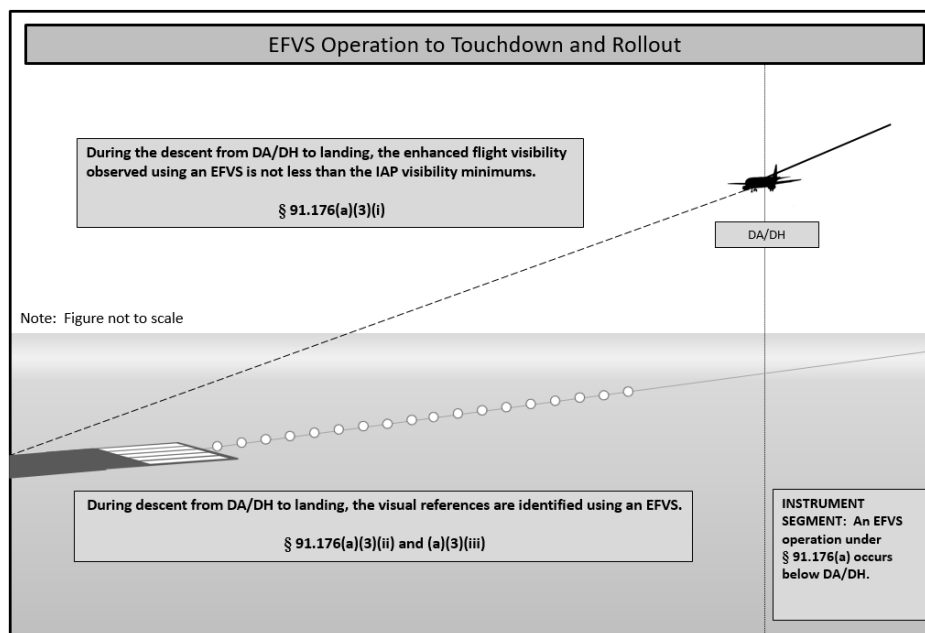 EFVS Operation to Touchdown and Rollout
During the descent from DA/DH to landing, the enhanced flight visibility
observed using an EFVS is not less than the IAP visibility minimums.
§ 91.176(a)(3)(i)
DA/DH
Note: Figure not to scale
During descent from DA/DH to landing, the visual references are identified using an EFVS.
§ 91.176(a)(3)(ii) and (a)(3)(iii)
INSTRUMENT
SEGMENT: An EFVS
operation under
§ 91.176(a) occurs
below DA/DH.